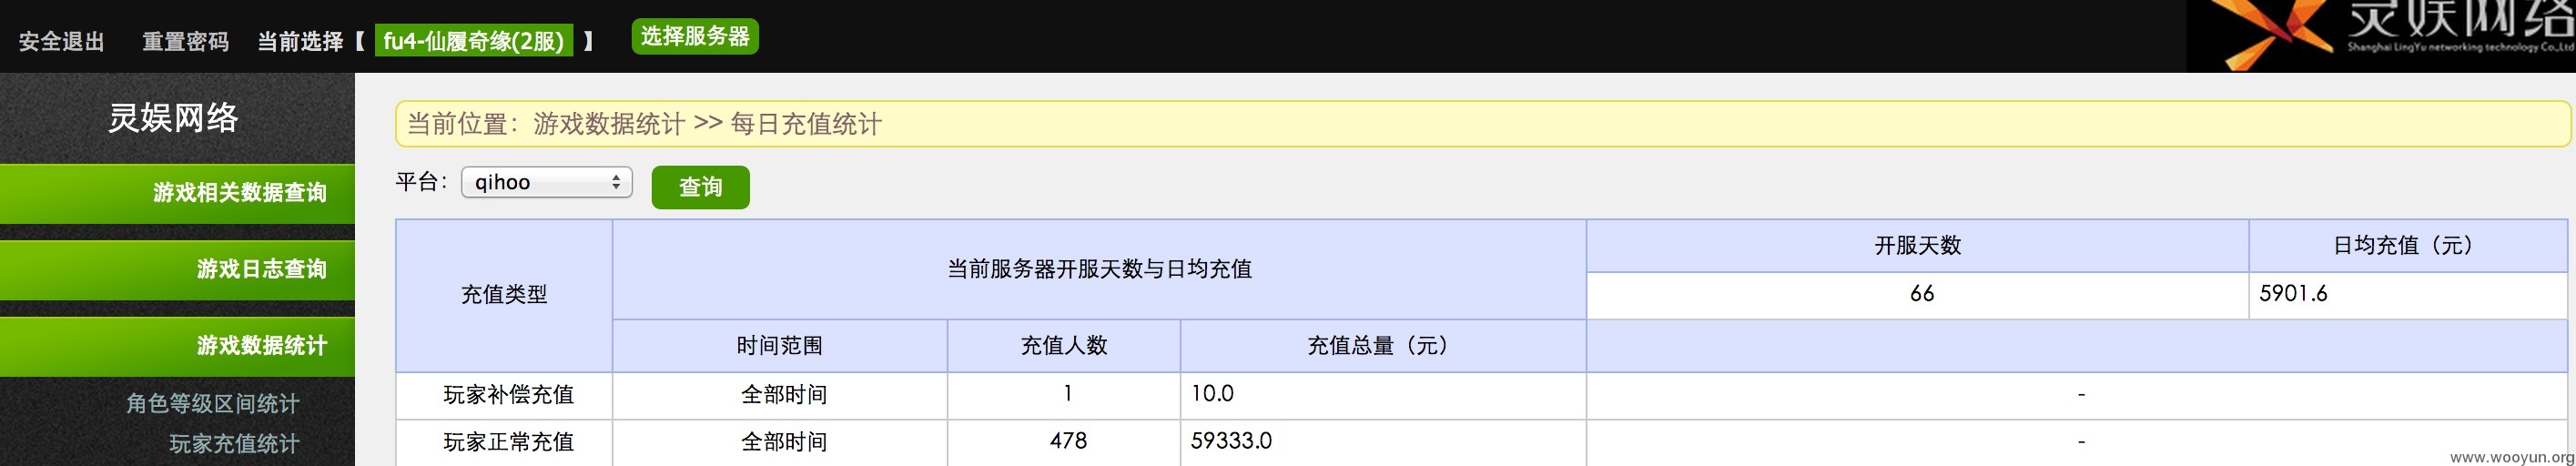 安全退出 重置密码 当前选择【 fu4-仙履奇缘(2服) 】 选择服务器
灵娱网络
Shanghai LingYu networking technology Co.,Ltd
灵娱网络
游戏相关数据查询
游戏日志查询
游戏数据统计
角色等级区间统计
玩家充值统计
当前位置：游戏数据统计 >> 每日充值统计
平台： qihoo 查询
充值类型 当前服务器开服天数与日均充值 开服天数 日均充值（元）
66 5901.6
时间范围 充值人数 充值总量（元）
玩家补偿充值 全部时间 1 10.0 -
玩家正常充值 全部时间 478 59333.0 -
www.wooyun.org